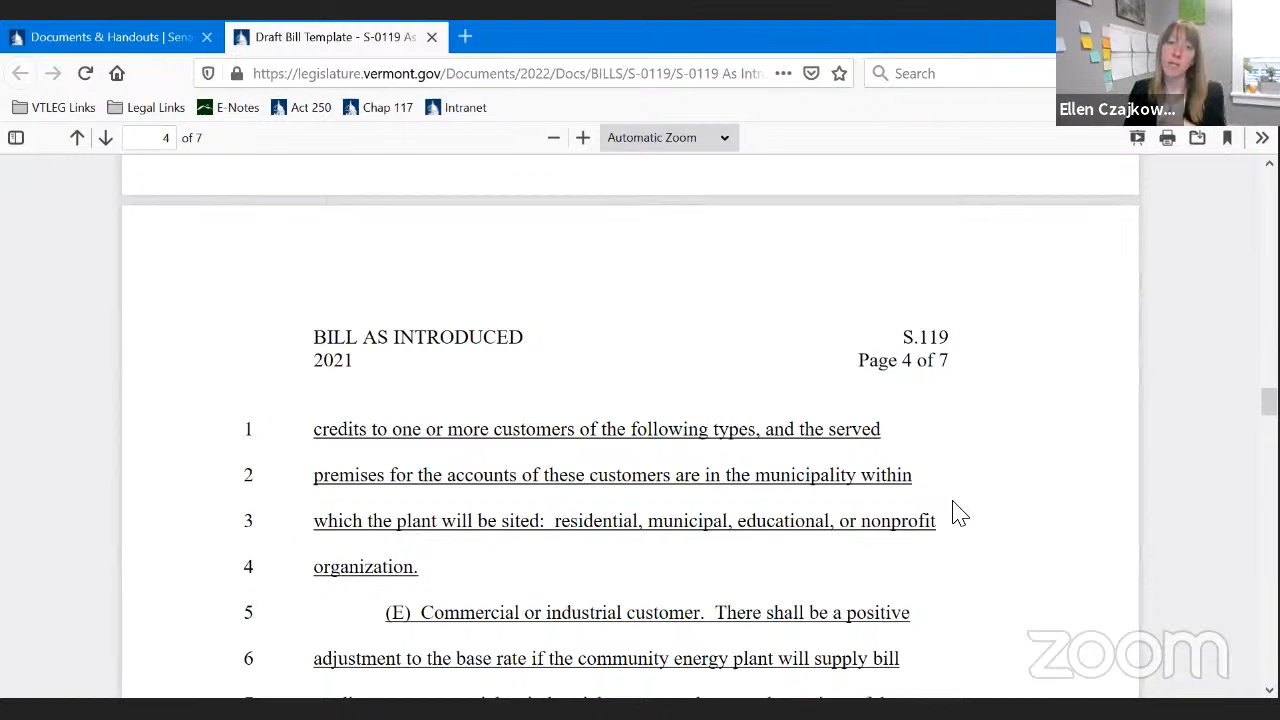 Documents & Handouts | Sena
Draft Bill Template - S-0119 As
https://legislature.vermont.gov/Documents/2022/Docs/BILLS/S-0119/S-0119 As Intr
Search
VTLEG Links
Legal Links
E-Notes
Act 250
Chap 117
Intranet
Ellen Czajkow...
4 of 7
Automatic Zoom
BILL AS INTRODUCED S.119
2021 Page 4 of 7
1 credits to one or more customers of the following types, and the served
2 premises for the accounts of these customers are in the municipality within
3 which the plant will be sited: residential, municipal, educational, or nonprofit
4 organization.
5 (E) Commercial or industrial customer. There shall be a positive
6 adjustment to the base rate if the community energy plant will supply bill
zoom